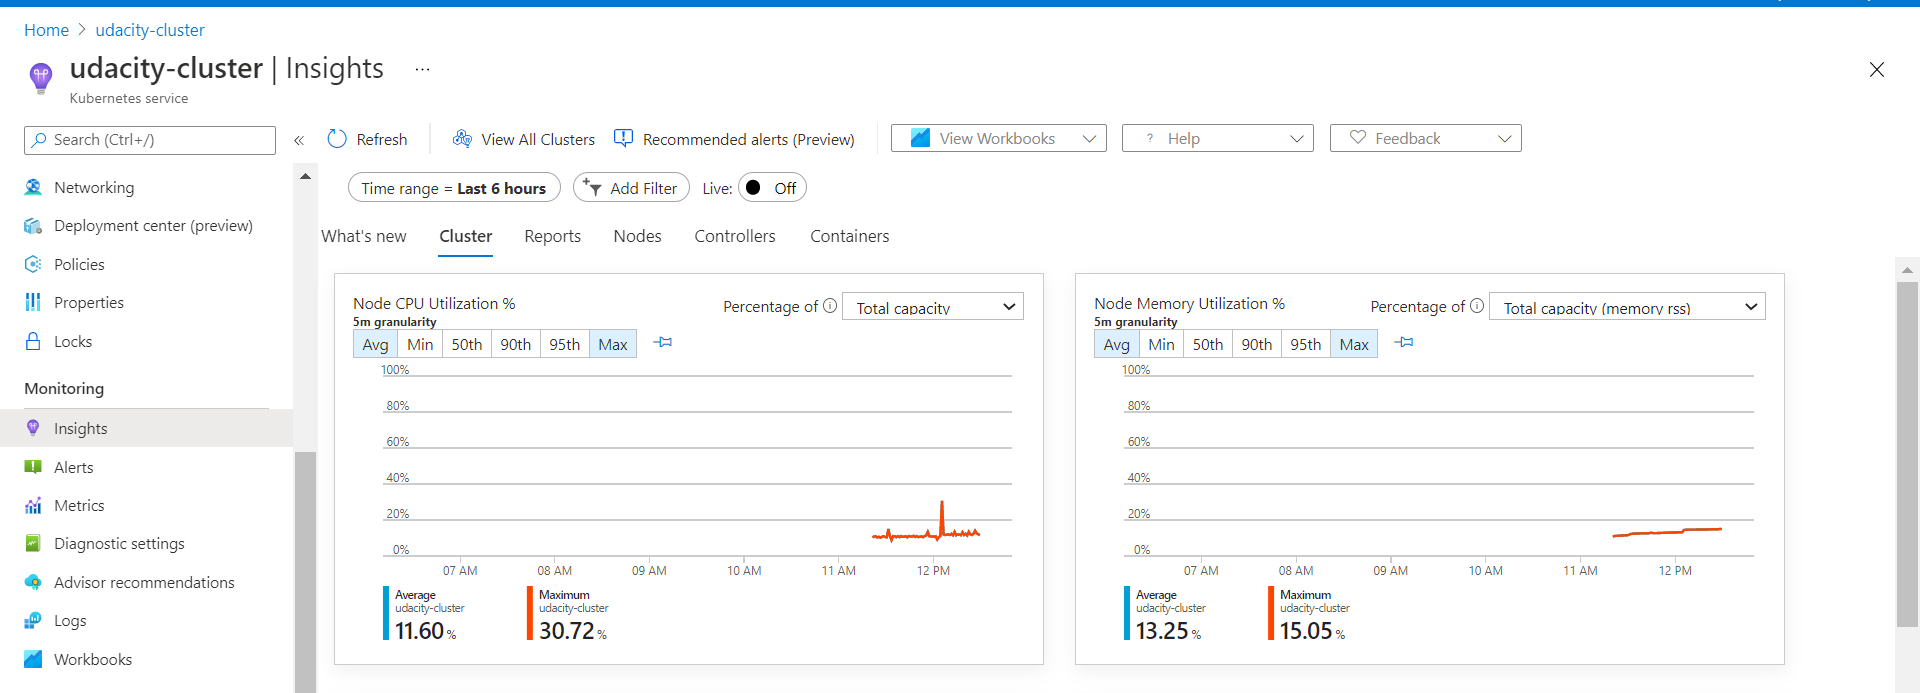 Home > udacity-cluster
udacity-cluster | Insights ...
Kubernetes service
Search (Ctrl+/)
«
Refresh
View All Clusters
Recommended alerts (Preview)
View Workbooks
? Help
Feedback
Networking
Deployment center (preview)
Policies
Properties
Locks
Monitoring
Insights
Alerts
Metrics
Diagnostic settings
Advisor recommendations
Logs
Workbooks
Time range = Last 6 hours
Add Filter
Live: Off
What's new Cluster Reports Nodes Controllers Containers
Node CPU Utilization %
5m granularity
Percentage of Total capacity
Avg Min 50th 90th 95th Max
100%
80%
60%
40%
20%
0%
07 AM 08 AM 09 AM 10 AM 11 AM 12 PM
Average
udacity-cluster
11.60 %
Maximum
udacity-cluster
30.72 %
Node Memory Utilization %
5m granularity
Percentage of Total capacity (memory rss)
Avg Min 50th 90th 95th Max
100%
80%
60%
40%
20%
0%
07 AM 08 AM 09 AM 10 AM 11 AM 12 PM
Average
udacity-cluster
13.25 %
Maximum
udacity-cluster
15.05 %